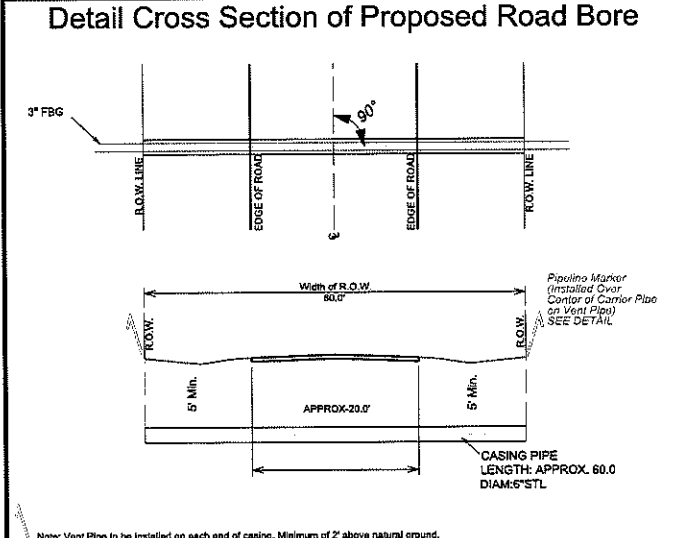 Detail Cross Section of Proposed Road Bore
3" FBG
90°
R.O.W. LINE
EDGE OF ROAD
EDGE OF ROAD
R.O.W. LINE
Width of R.O.W.
60.0'
Pipeline Marker
(Installed Over
Center of Carrier Pipe
on Vent Pipe)
SEE DETAIL
R.O.W.
R.O.W.
5' Min.
APPROX-20.0'
5' Min.
CASING PIPE
LENGTH: APPROX. 60.0
DIAM:6"STL
Note: Vent Pipe to be installed on each end of casing. Minimum of 2' above natural ground.